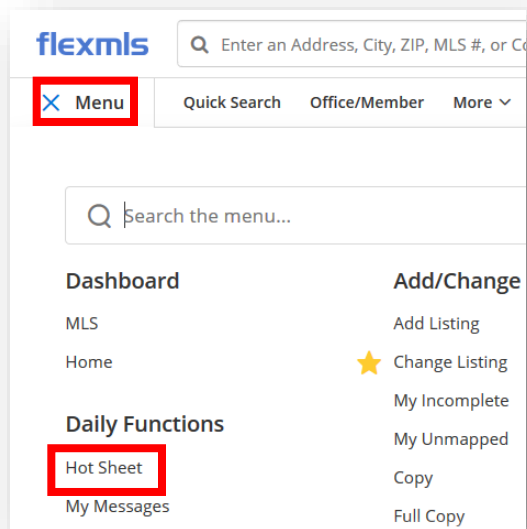 flexmls
Enter an Address, City, ZIP, MLS #, or
Menu
Quick Search
Office/Member
More
Search the menu...
Dashboard
MLS
Home
Daily Functions
Hot Sheet
My Messages
Add/Change
Add Listing
Change Listing
My Incomplete
My Unmapped
Copy
Full Copy